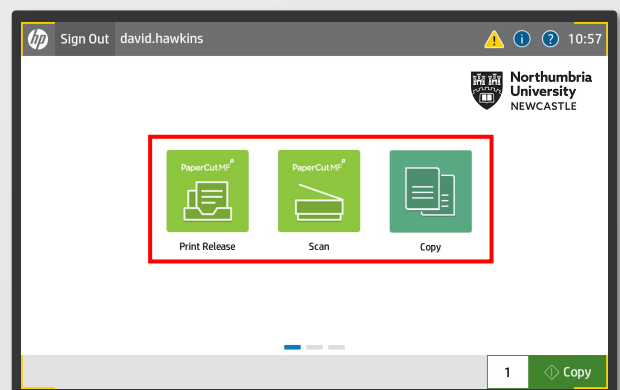 hp Sign Out david.hawkins 10:57
Northumbria
University
NEWCASTLE
PaperCut MF PaperCut MF
Print Release Scan Copy
1 Copy